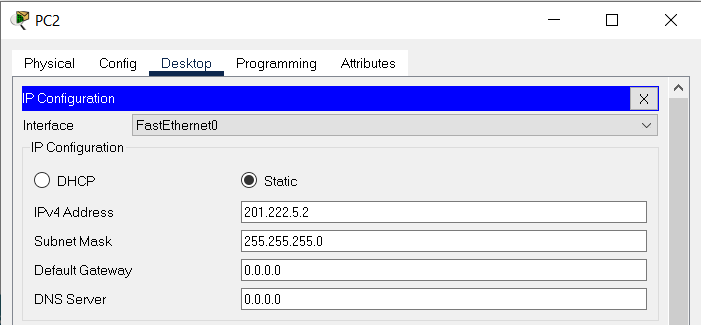 PC2
Physical Config Desktop Programming Attributes
IP Configuration X
Interface FastEthernet0
IP Configuration
DHCP Static
IPv4 Address 201.222.5.2
Subnet Mask 255.255.255.0
Default Gateway 0.0.0.0
DNS Server 0.0.0.0